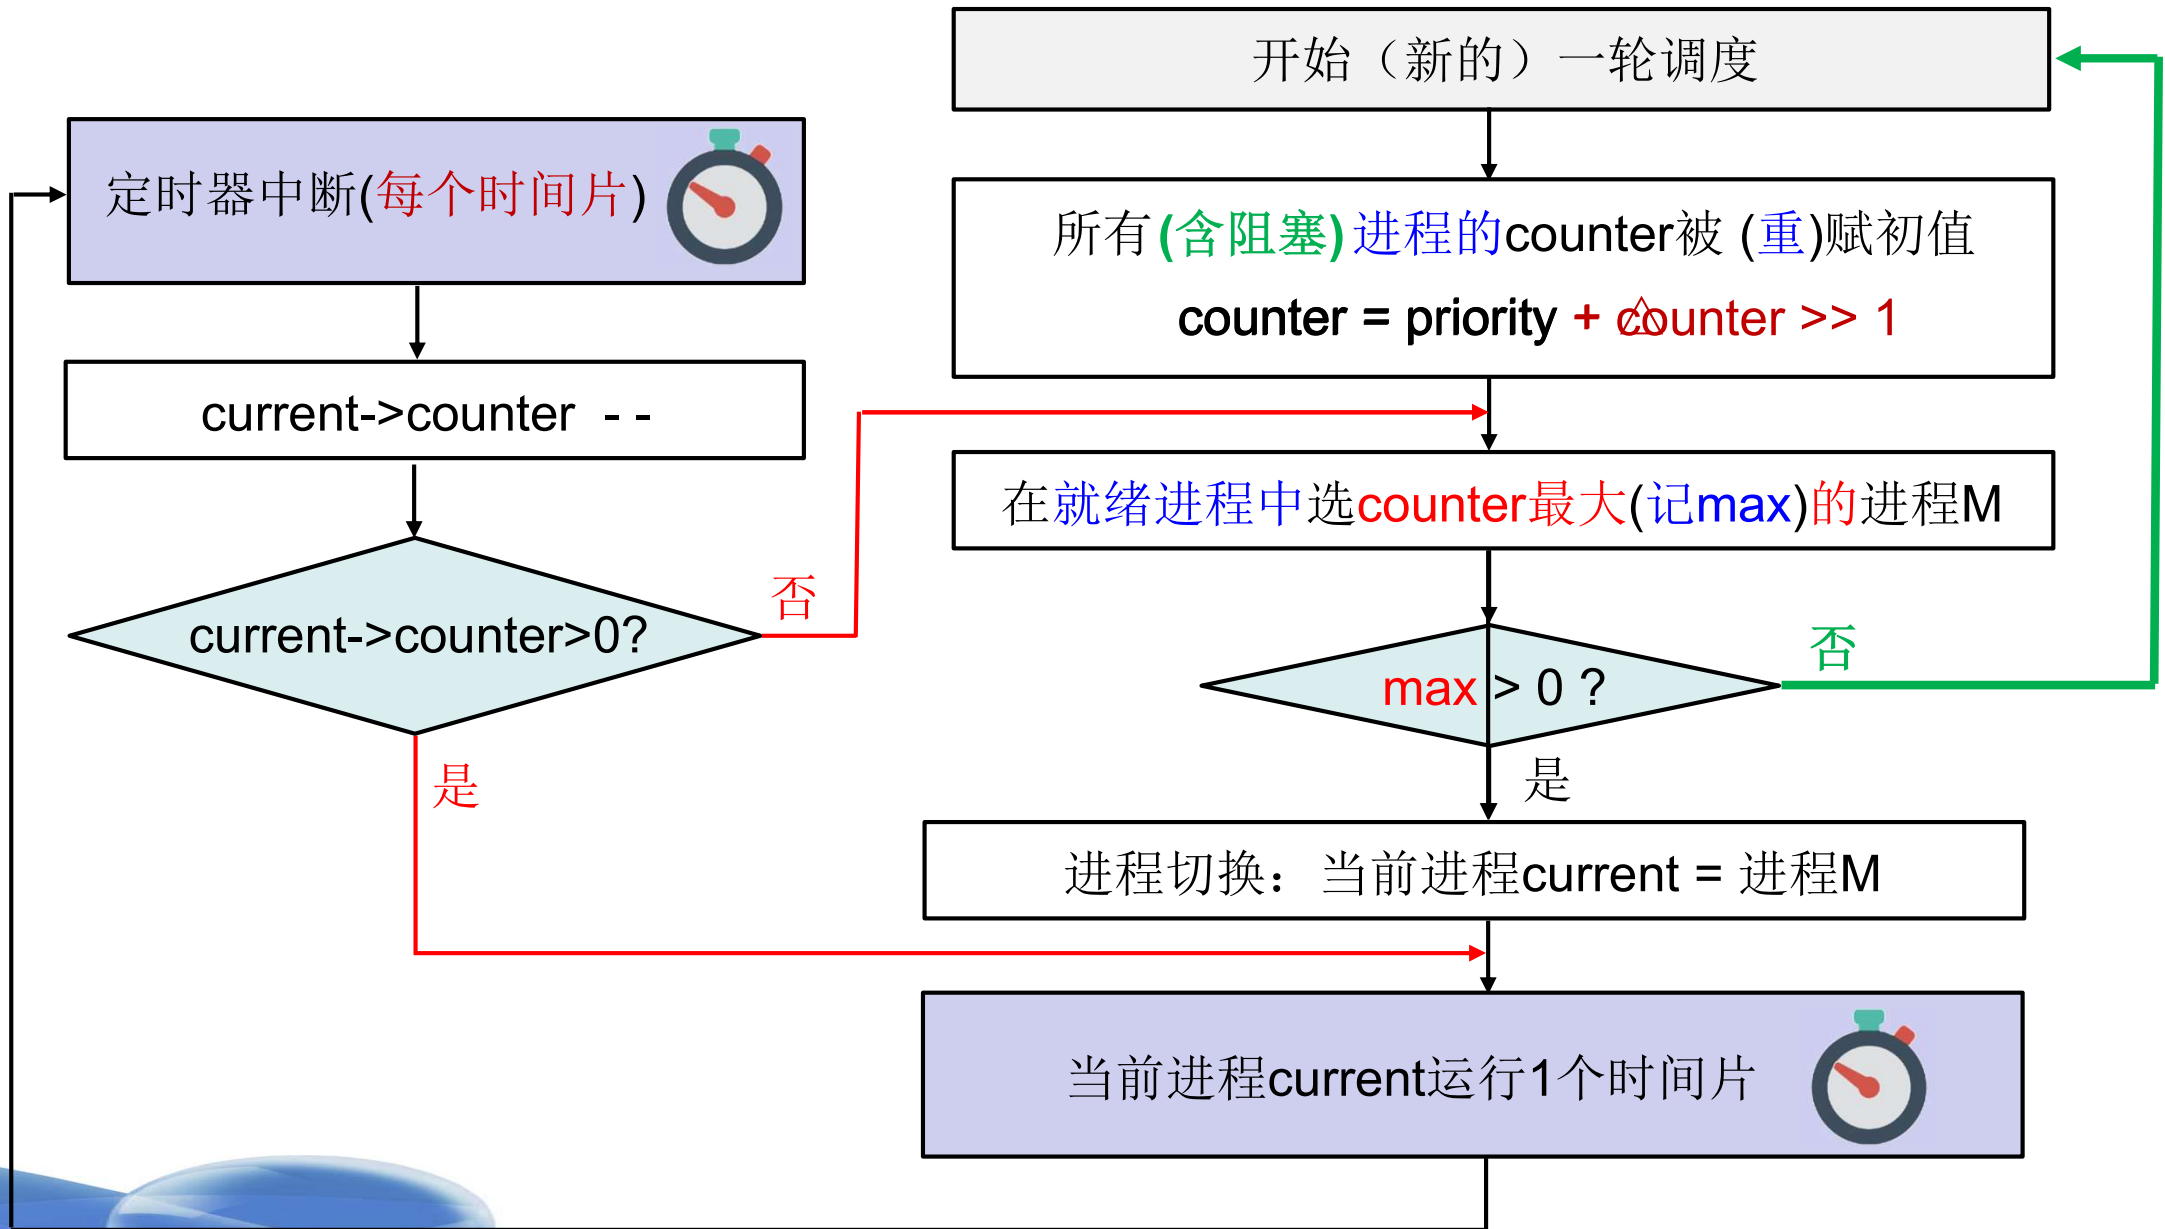 开始（新的）一轮调度
定时器中断(每个时间片)
所有(含阻塞)进程的counter被 (重)赋初值
counter = priority + counter >> 1
current->counter - -
在就绪进程中选counter最大(记max)的进程M
current->counter>0?
否
max > 0 ?
否
是
是
进程切换：当前进程current = 进程M
当前进程current运行1个时间片